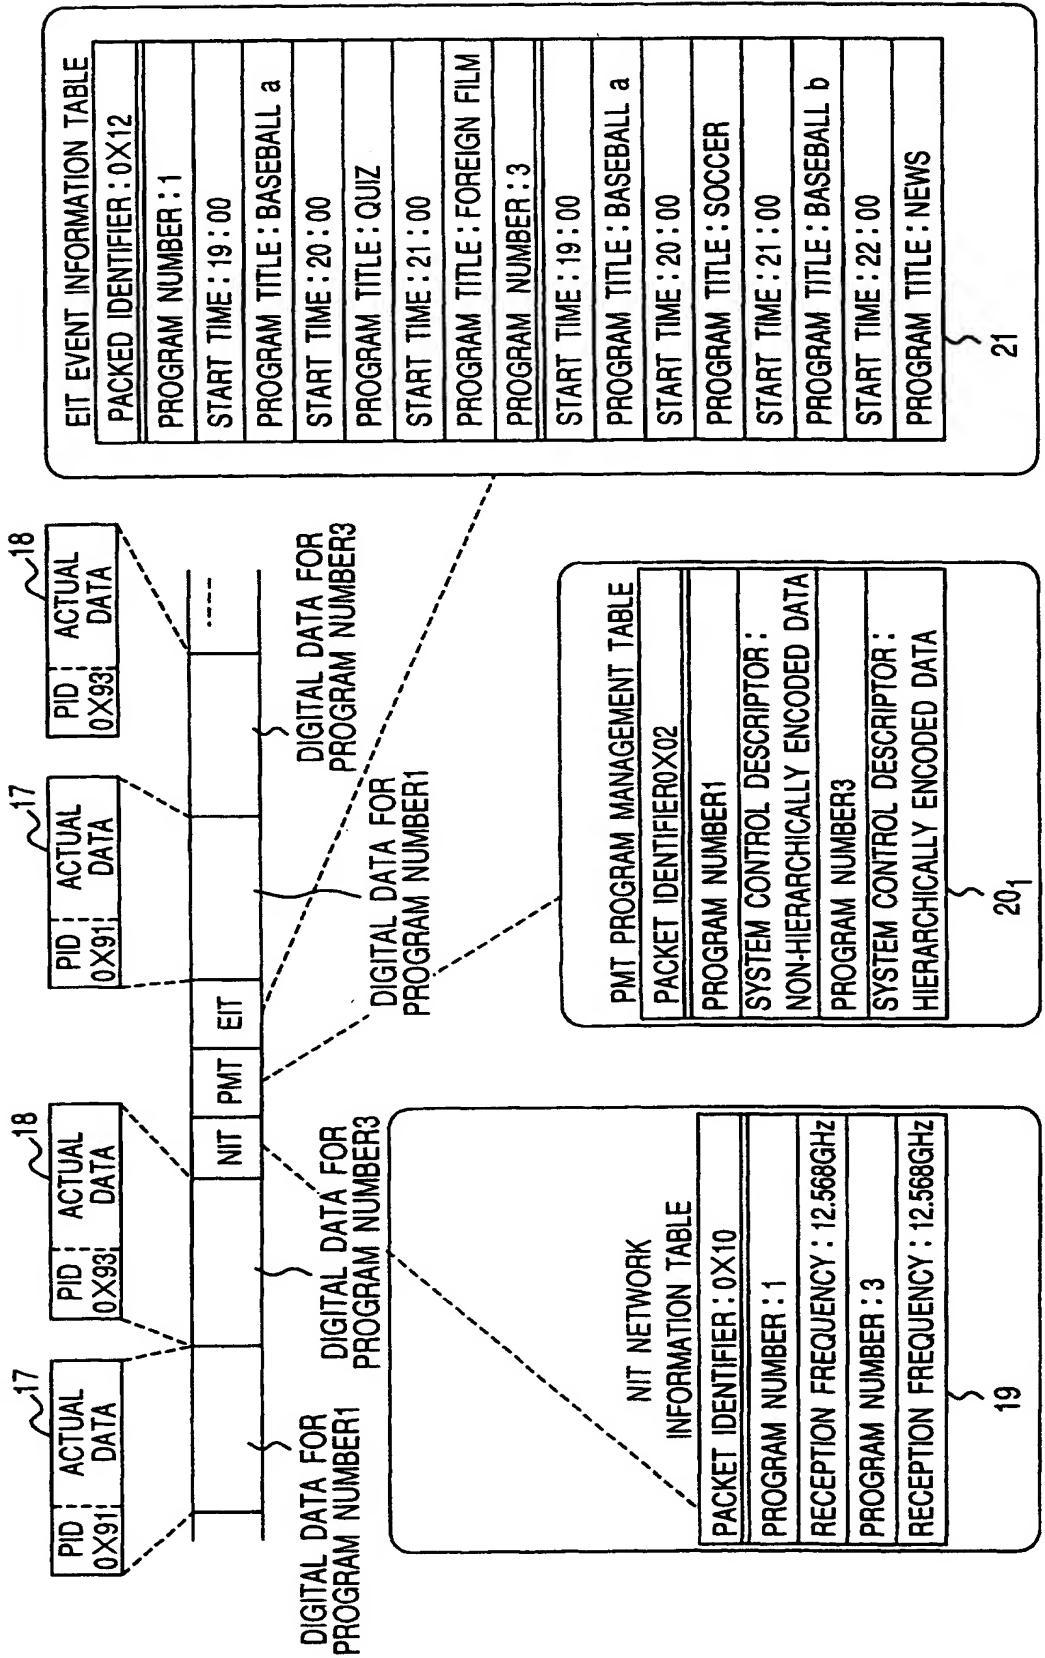 17
PID
0X91
ACTUAL
DATA
18
PID
0X93
ACTUAL
DATA
17
PID
0X91
ACTUAL
DATA
18
PID
0X93
ACTUAL
DATA
NIT
PMT
EIT
DIGITAL DATA FOR
PROGRAM NUMBER1
DIGITAL DATA FOR
PROGRAM NUMBER3
DIGITAL DATA FOR
PROGRAM NUMBER1
DIGITAL DATA FOR
PROGRAM NUMBER3
NIT NETWORK
INFORMATION TABLE
PACKET IDENTIFIER : 0X10
PROGRAM NUMBER : 1
RECEPTION FREQUENCY : 12.568GHz
PROGRAM NUMBER : 3
RECEPTION FREQUENCY : 12.568GHz
19
PMT PROGRAM MANAGEMENT TABLE
PACKET IDENTIFIER0X02
PROGRAM NUMBER1
SYSTEM CONTROL DESCRIPTOR :
NON-HIERARCHICALLY ENCODED DATA
PROGRAM NUMBER3
SYSTEM CONTROL DESCRIPTOR :
HIERARCHICALLY ENCODED DATA
20₁
EIT EVENT INFORMATION TABLE
PACKED IDENTIFIER : 0X12
PROGRAM NUMBER : 1
START TIME : 19 : 00
PROGRAM TITLE : BASEBALL a
START TIME : 20 : 00
PROGRAM TITLE : QUIZ
START TIME : 21 : 00
PROGRAM TITLE : FOREIGN FILM
PROGRAM NUMBER : 3
START TIME : 19 : 00
PROGRAM TITLE : BASEBALL a
START TIME : 20 : 00
PROGRAM TITLE : SOCCER
START TIME : 21 : 00
PROGRAM TITLE : BASEBALL b
START TIME : 22 : 00
PROGRAM TITLE : NEWS
21